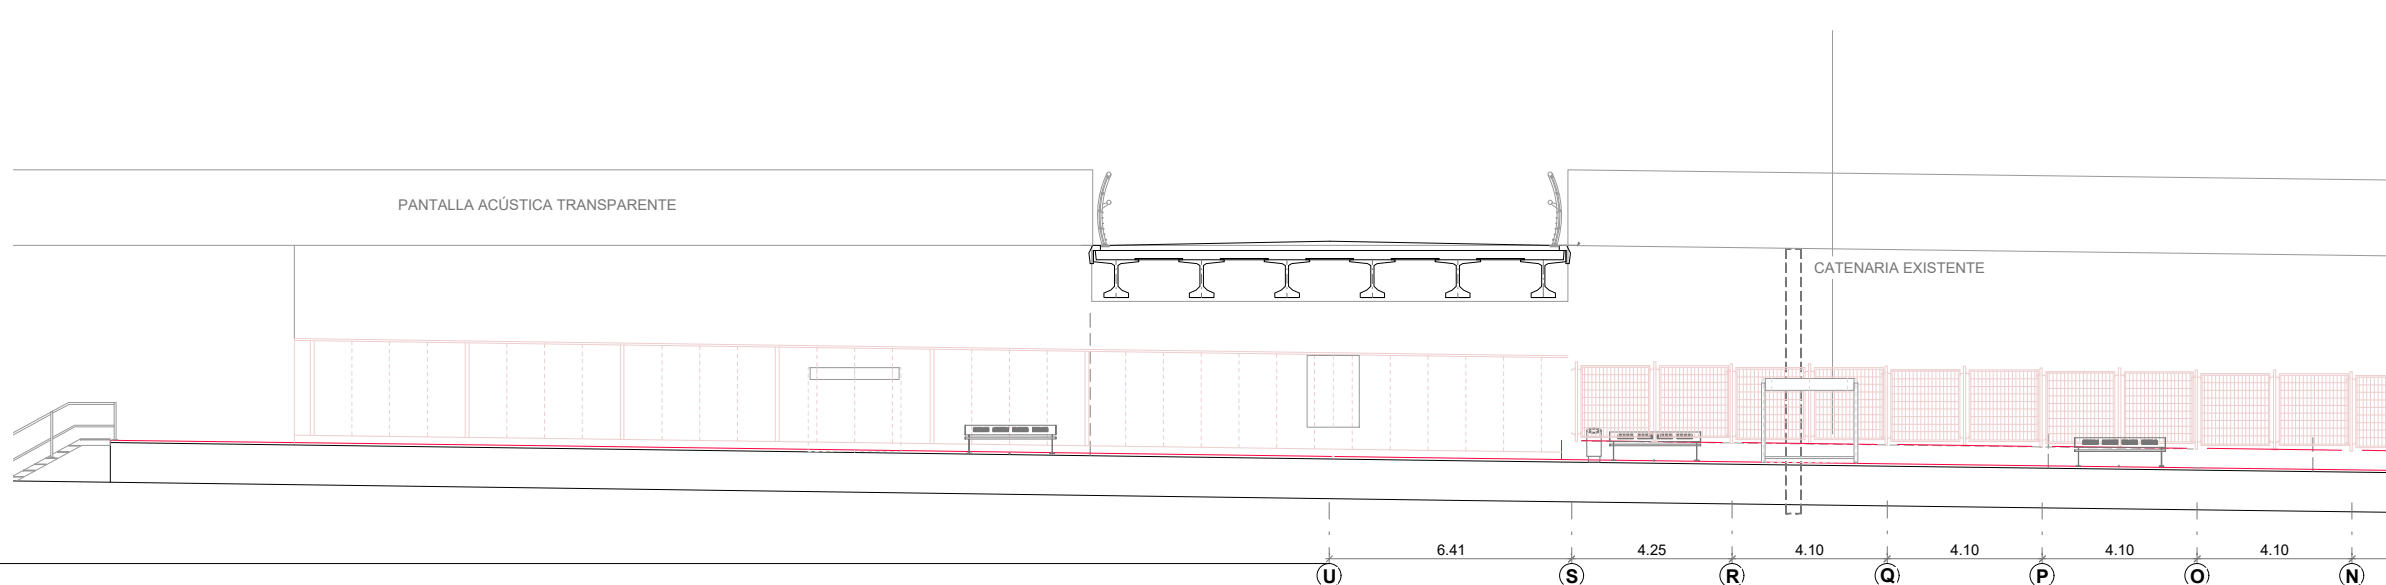 PANTALLA ACÚSTICA TRANSPARENTE
CATENARIA EXISTENTE
6.41 4.25 4.10 4.10 4.10 4.10
U S R Q P O N